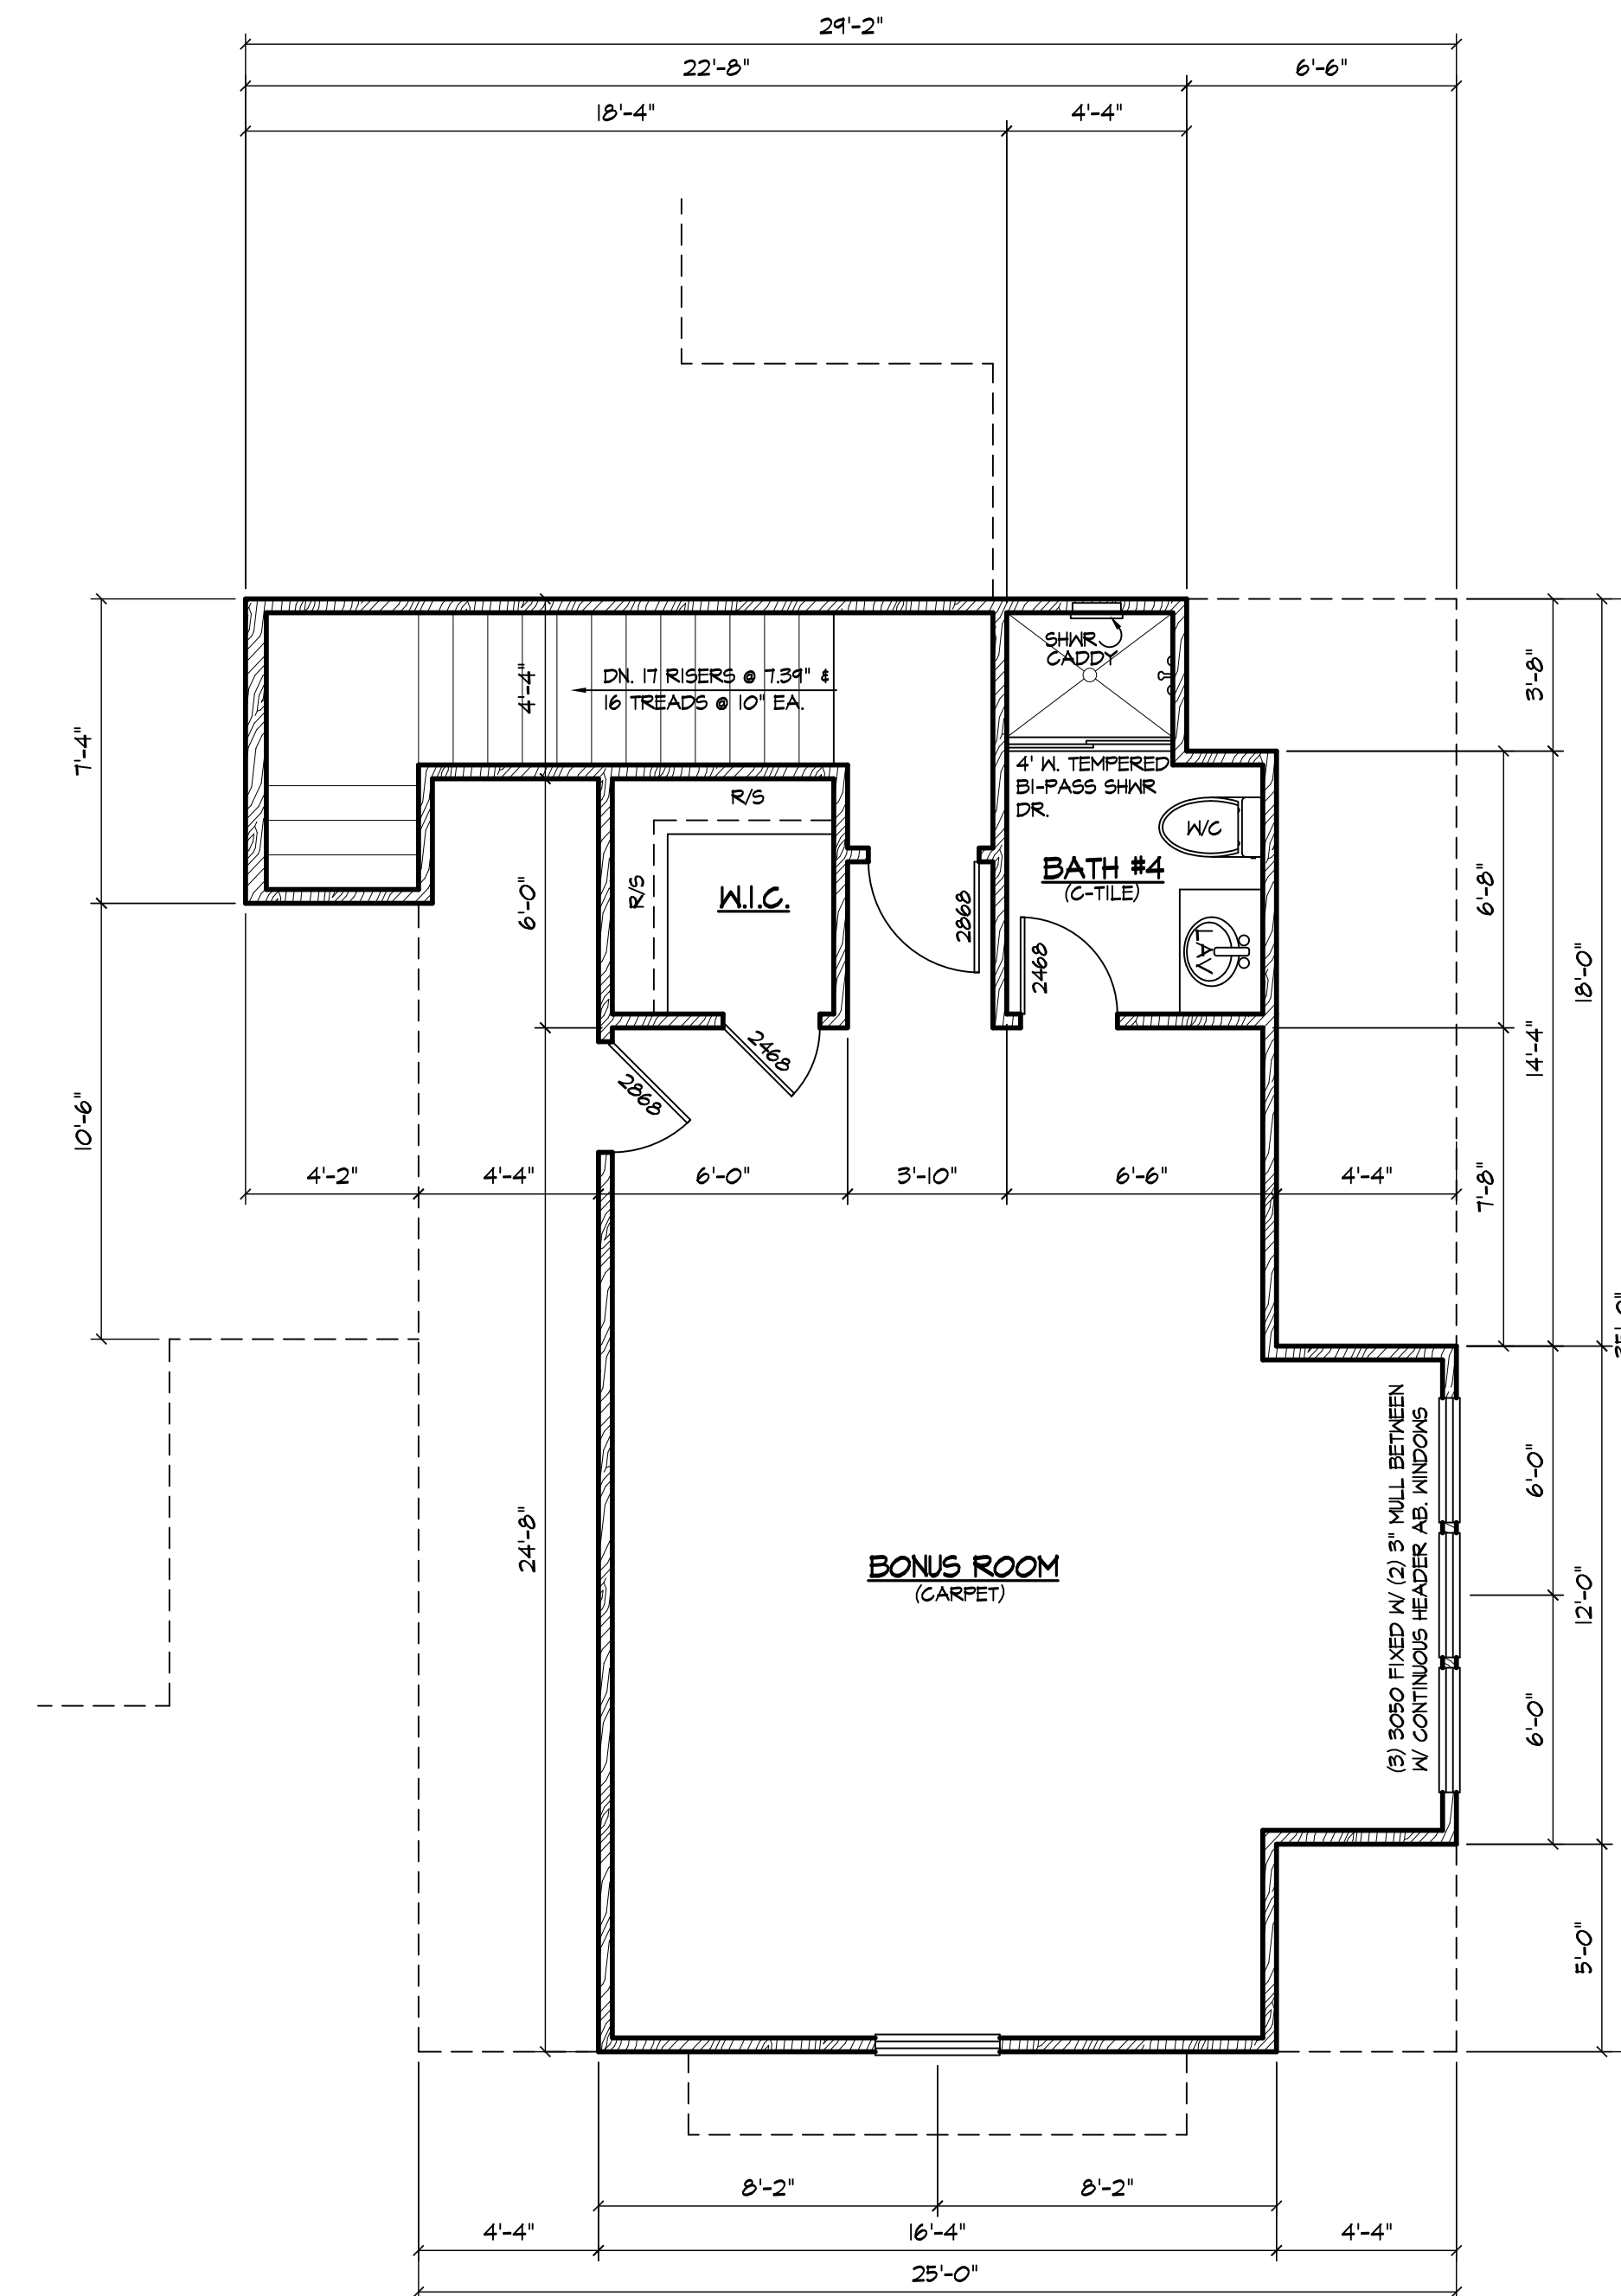 29'-2"
22'-8"
6'-6"
18'-4"
4'-4"
7'-4"
10'-6"
4'-4"
DN. 17 RISERS @ 7.39" &
16 TREADS @ 10" EA.
SHWR
CADDY
4' W. TEMPERED
BI-PASS SHWR
DR.
R/S
R/S
W.I.C.
6'-0"
W/C
BATH #4
(C-TILE)
LAV
2868
2468
2468
2868
3'-8"
6'-8"
18'-0"
14'-4"
7'-8"
4'-2"
4'-4"
6'-0"
3'-10"
6'-6"
4'-4"
24'-8"
BONUS ROOM
(CARPET)
(3) 3050 FIXED W/ (2) 3" MULL BETWEEN
W/ CONTINUOUS HEADER AB. WINDOWS
6'-0"
12'-0"
6'-0"
5'-0"
8'-2"
8'-2"
4'-4"
16'-4"
4'-4"
25'-0"